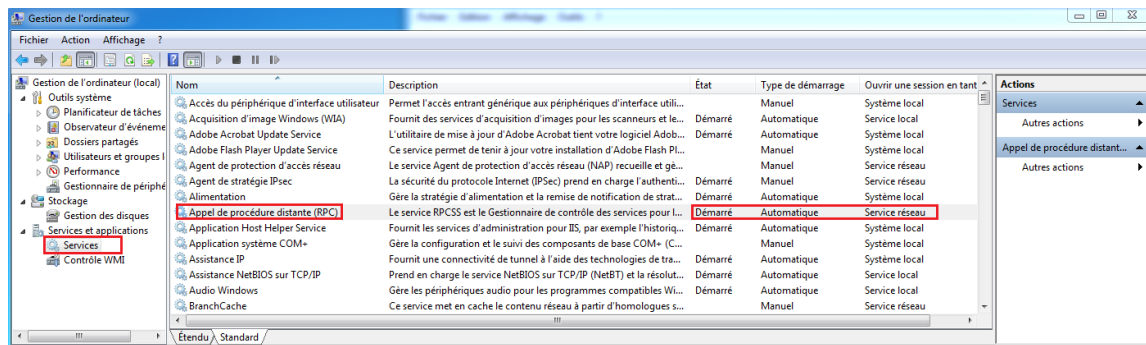 Gestion de l'ordinateur
Fichier Edition Affichage Outils ?
Fichier Action Affichage ?
Gestion de l'ordinateur (local)
Outils système
Planificateur de tâches
Observateur d'événeme
Dossiers partagés
Utilisateurs et groupes l
Performance
Gestionnaire de périphé
Stockage
Gestion des disques
Services et applications
Services
Contrôle WMI
Nom Description État Type de démarrage Ouvrir une session en tant
Accès du périphérique d'interface utilisateur Permet l'accès entrant générique aux périphériques d'interface utili... Manuel Système local
Acquisition d'image Windows (WIA) Fournit des services d'acquisition d'images pour les scanneurs et le... Démarré Automatique Service local
Adobe Acrobat Update Service L'utilitaire de mise à jour d'Adobe Acrobat tient votre logiciel Adob... Démarré Automatique Système local
Adobe Flash Player Update Service Ce service permet de tenir à jour votre installation d'Adobe Flash Pl... Manuel Système local
Agent de protection d'accès réseau Le service Agent de protection d'accès réseau (NAP) recueille et gè... Manuel Service réseau
Agent de stratégie IPsec La sécurité du protocole Internet (IPSec) prend en charge l'authenti... Démarré Manuel Service réseau
Alimentation Gère la stratégie d'alimentation et la remise de notification de strat... Démarré Automatique Système local
Appel de procédure distante (RPC) Le service RPCSS est le Gestionnaire de contrôle des services pour l... Démarré Automatique Service réseau
Application Host Helper Service Fournit les services d'administration pour IIS, par exemple l'historiq... Démarré Automatique Système local
Application système COM+ Gère la configuration et le suivi des composants de base COM+ (C... Manuel Système local
Assistance IP Fournit une connectivité de tunnel à l'aide des technologies de tra... Démarré Automatique Système local
Assistance NetBIOS sur TCP/IP Prend en charge le service NetBIOS sur TCP/IP (NetBT) et la résolut... Démarré Automatique Service local
Audio Windows Gère les périphériques audio pour les programmes compatibles Wi... Démarré Automatique Service local
BranchCache Ce service met en cache le contenu réseau à partir d'homologues s... Manuel Service réseau
Étendu Standard
Actions
Services
Autres actions
Appel de procédure distant...
Autres actions